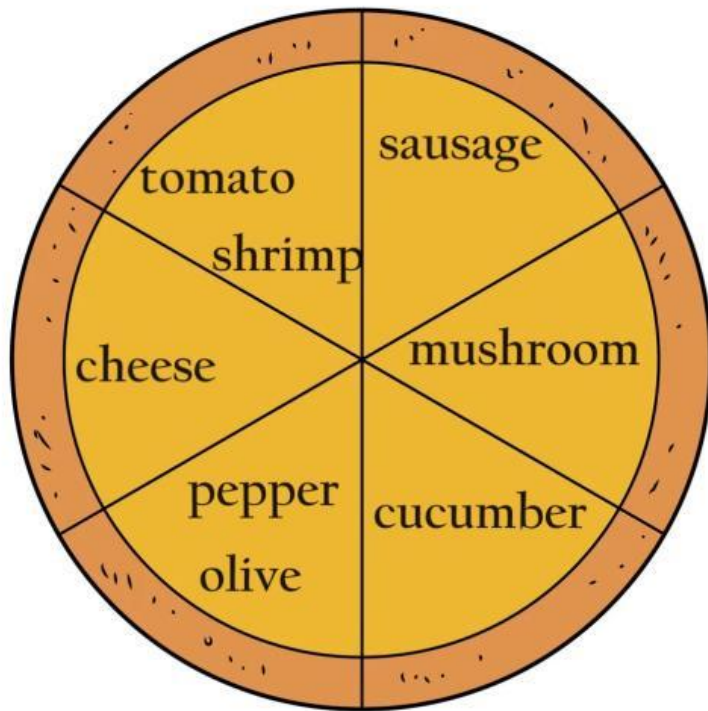 sausage
tomato
shrimp
mushroom
cheese
pepper
cucumber
olive